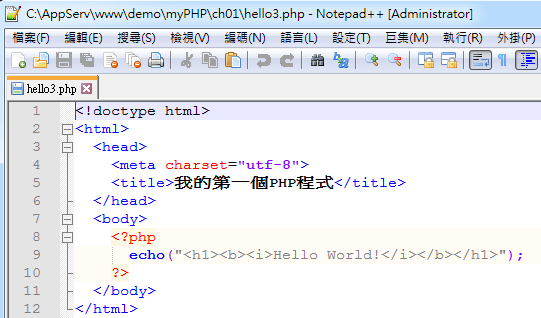 C:\AppServ\www\demo\myPHP\ch01\hello3.php - Notepad++ [Administrator]
檔案(F) 編輯(E) 搜尋(S) 檢視(V) 編碼(N) 語言(L) 設定(T) 巨集(M) 執行(R) 外掛(P)
hello3.php
1 <!doctype html>
2 <html>
3 <head>
4 <meta charset="utf-8">
5 <title>我的第一個PHP程式</title>
6 </head>
7 <body>
8 <?php
9 echo("<h1><b><i>Hello World!</i></b></h1>");
10 ?>
11 </body>
12 </html>